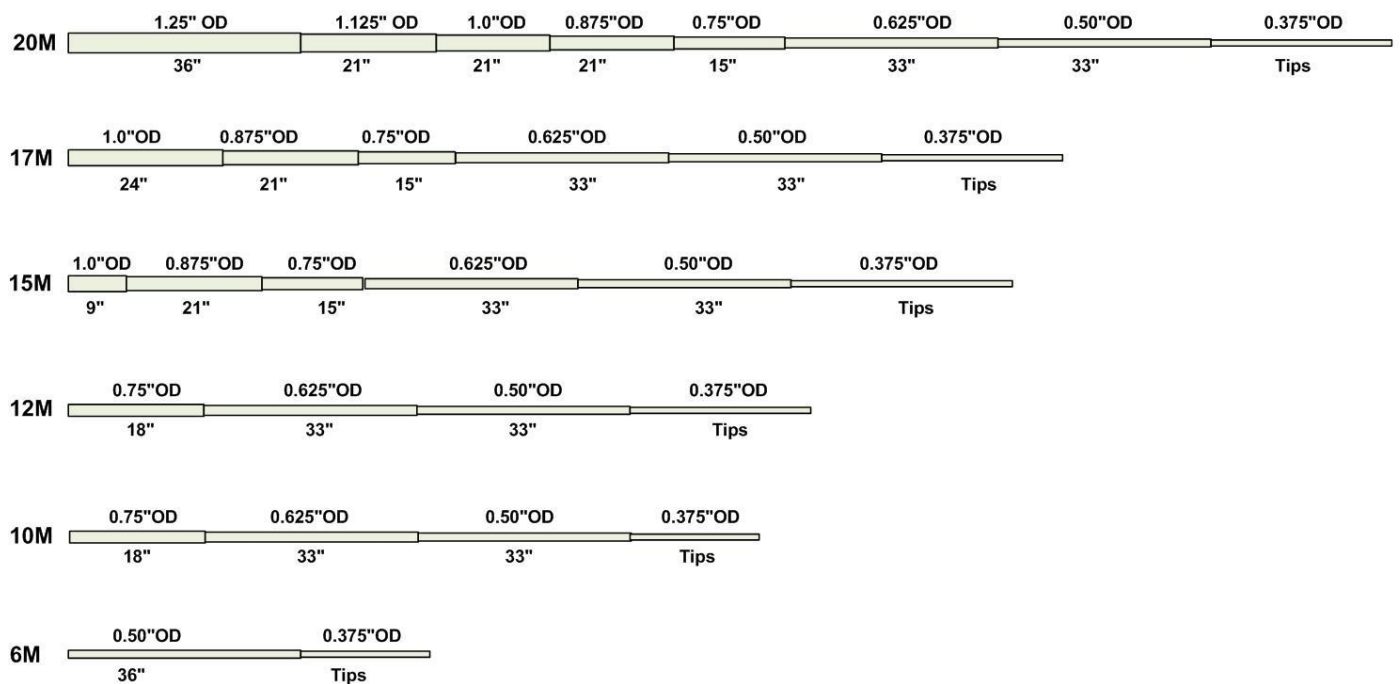 1.25" OD 1.125" OD 1.0"OD 0.875"OD 0.75"OD 0.625"OD 0.50"OD 0.375"OD
20M
36" 21" 21" 21" 15" 33" 33" Tips
1.0"OD 0.875"OD 0.75"OD 0.625"OD 0.50"OD 0.375"OD
17M
24" 21" 15" 33" 33" Tips
1.0"OD 0.875"OD 0.75"OD 0.625"OD 0.50"OD 0.375"OD
15M
9" 21" 15" 33" 33" Tips
0.75"OD 0.625"OD 0.50"OD 0.375"OD
12M
18" 33" 33" Tips
0.75"OD 0.625"OD 0.50"OD 0.375"OD
10M
18" 33" 33" Tips
0.50"OD 0.375"OD
6M
36" Tips